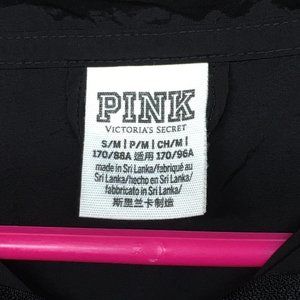 PINK
VICTORIA'S SECRET
S/M | P/M | CH/M |
170/88A 适用 170/96A
made in Sri Lanka/fabriqué au
Sri Lanka/hecho en Sri Lanka/
fabbricato in Sri Lanka
斯里兰卡制造